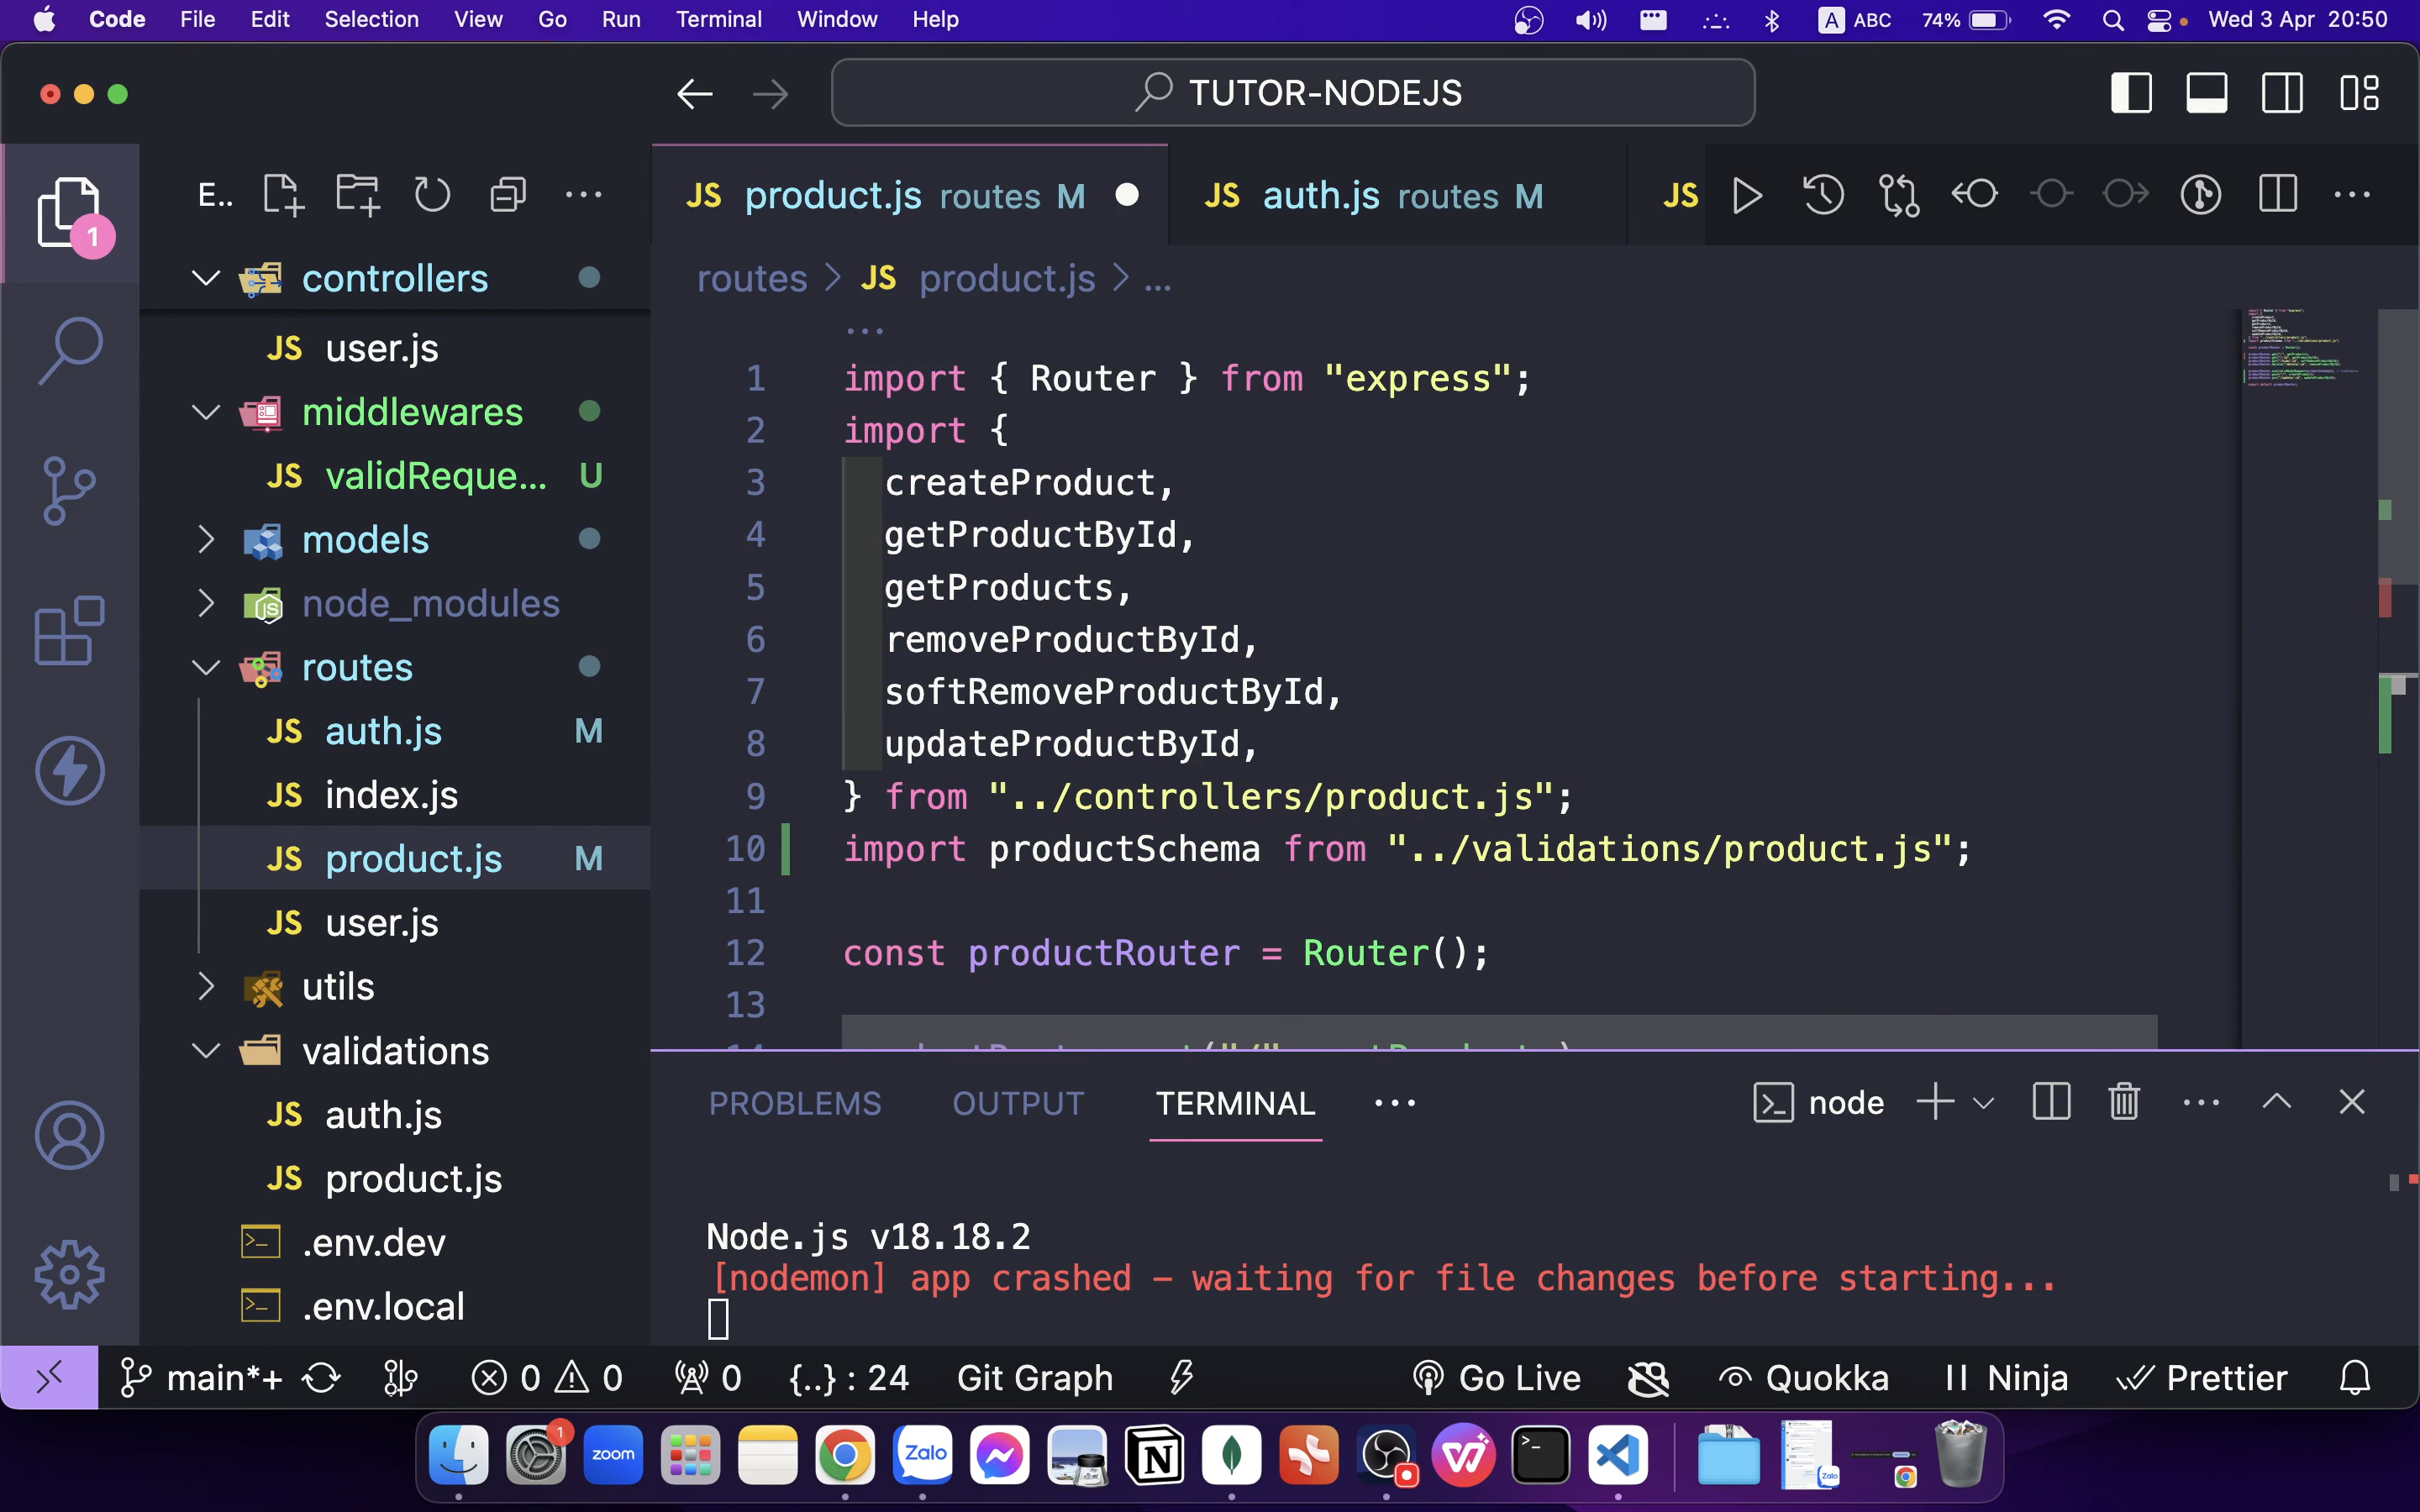 Code File Edit Selection View Go Run Terminal Window Help A ABC 74% Wed 3 Apr 20:50
TUTOR-NODEJS
E..
JS product.js routes M
JS auth.js routes M
JS
1
controllers
routes > JS product.js > ...
JS user.js
middlewares
JS validReque... U
models
node_modules
routes
JS auth.js M
JS index.js
JS product.js M
JS user.js
utils
validations
JS auth.js
JS product.js
.env.dev
.env.local
1 import { Router } from "express";
2 import {
3 createProduct,
4 getProductById,
5 getProducts,
6 removeProductById,
7 softRemoveProductById,
8 updateProductById,
9 } from "../controllers/product.js";
10 import productSchema from "../validations/product.js";
11
12 const productRouter = Router();
13
PROBLEMS OUTPUT TERMINAL ... node
Node.js v18.18.2
[nodemon] app crashed - waiting for file changes before starting...
main*+ 0 0 0 {..} : 24 Git Graph Go Live Quokka Ninja Prettier
1
zoom
Zalo
N
W
Zalo